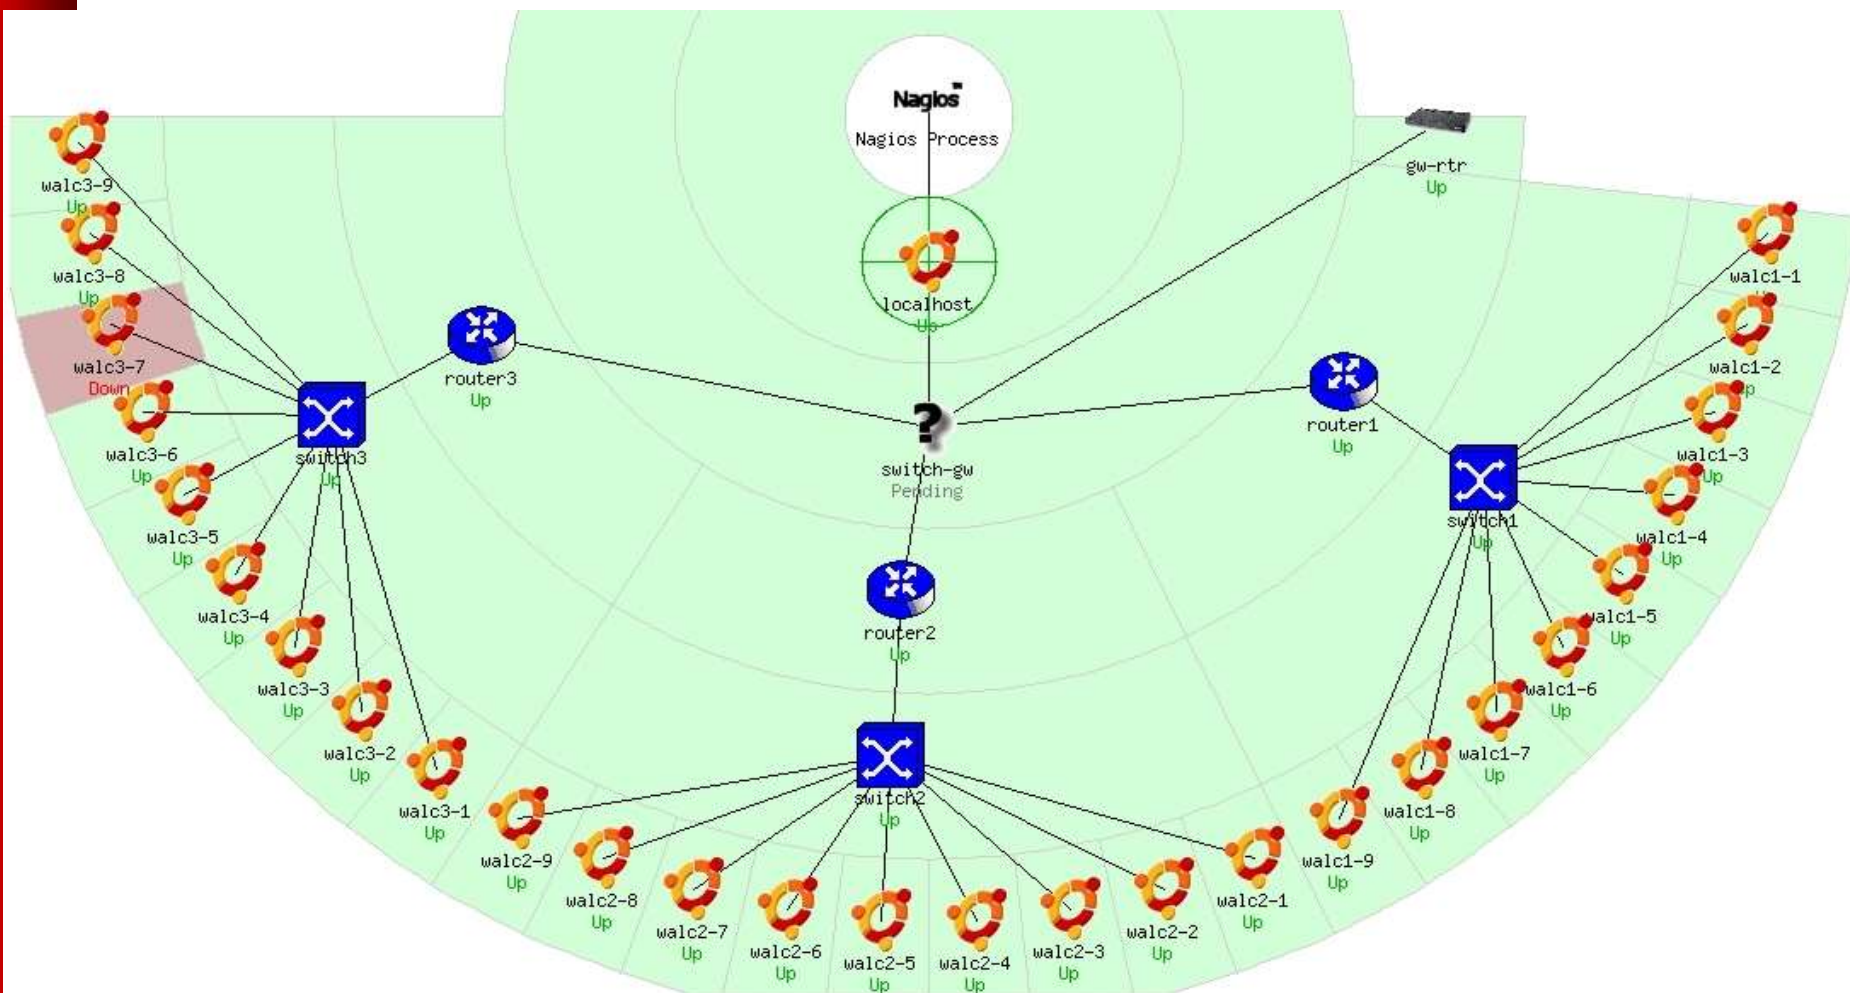 Nagios™
Nagios Process
gw-rtr
Up
walc3-9
Up
walc3-8
Up
walc3-7
Down
walc3-6
Up
walc3-5
Up
walc3-4
Up
walc3-3
Up
walc3-2
Up
walc3-1
Up
switch3
Up
router3
Up
localhost
Up
?
switch-gw
Pending
router2
Up
switch2
Up
router1
Up
switch1
Up
walc1-1
walc1-2
Up
walc1-3
Up
walc1-4
Up
walc1-5
Up
walc1-6
Up
walc1-7
Up
walc1-8
Up
walc1-9
Up
walc2-9
Up
walc2-8
Up
walc2-7
Up
walc2-6
Up
walc2-5
Up
walc2-4
Up
walc2-3
Up
walc2-2
Up
walc2-1
Up